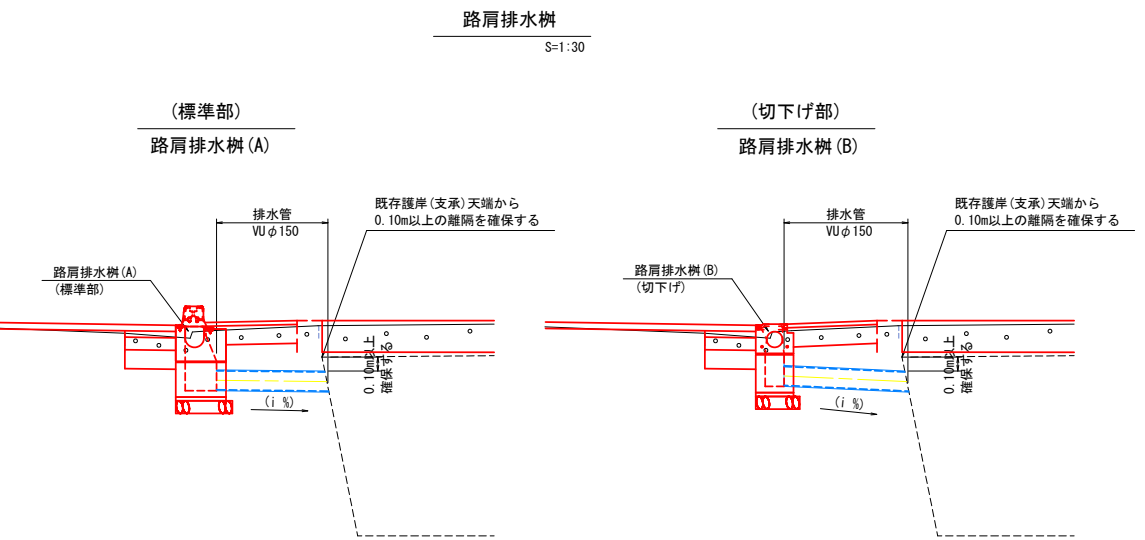 路肩排水桝
S=1:30
(標準部)
路肩排水桝(A)
(切下げ部)
路肩排水桝(B)
排水管
VUφ150
既存護岸(支承)天端から
0.10m以上の離隔を確保する
路肩排水桝(A)
(標準部)
0.10m以上
確保する
(i %)
排水管
VUφ150
既存護岸(支承)天端から
0.10m以上の離隔を確保する
路肩排水桝(B)
(切下げ)
0.10m以上
確保する
(i %)